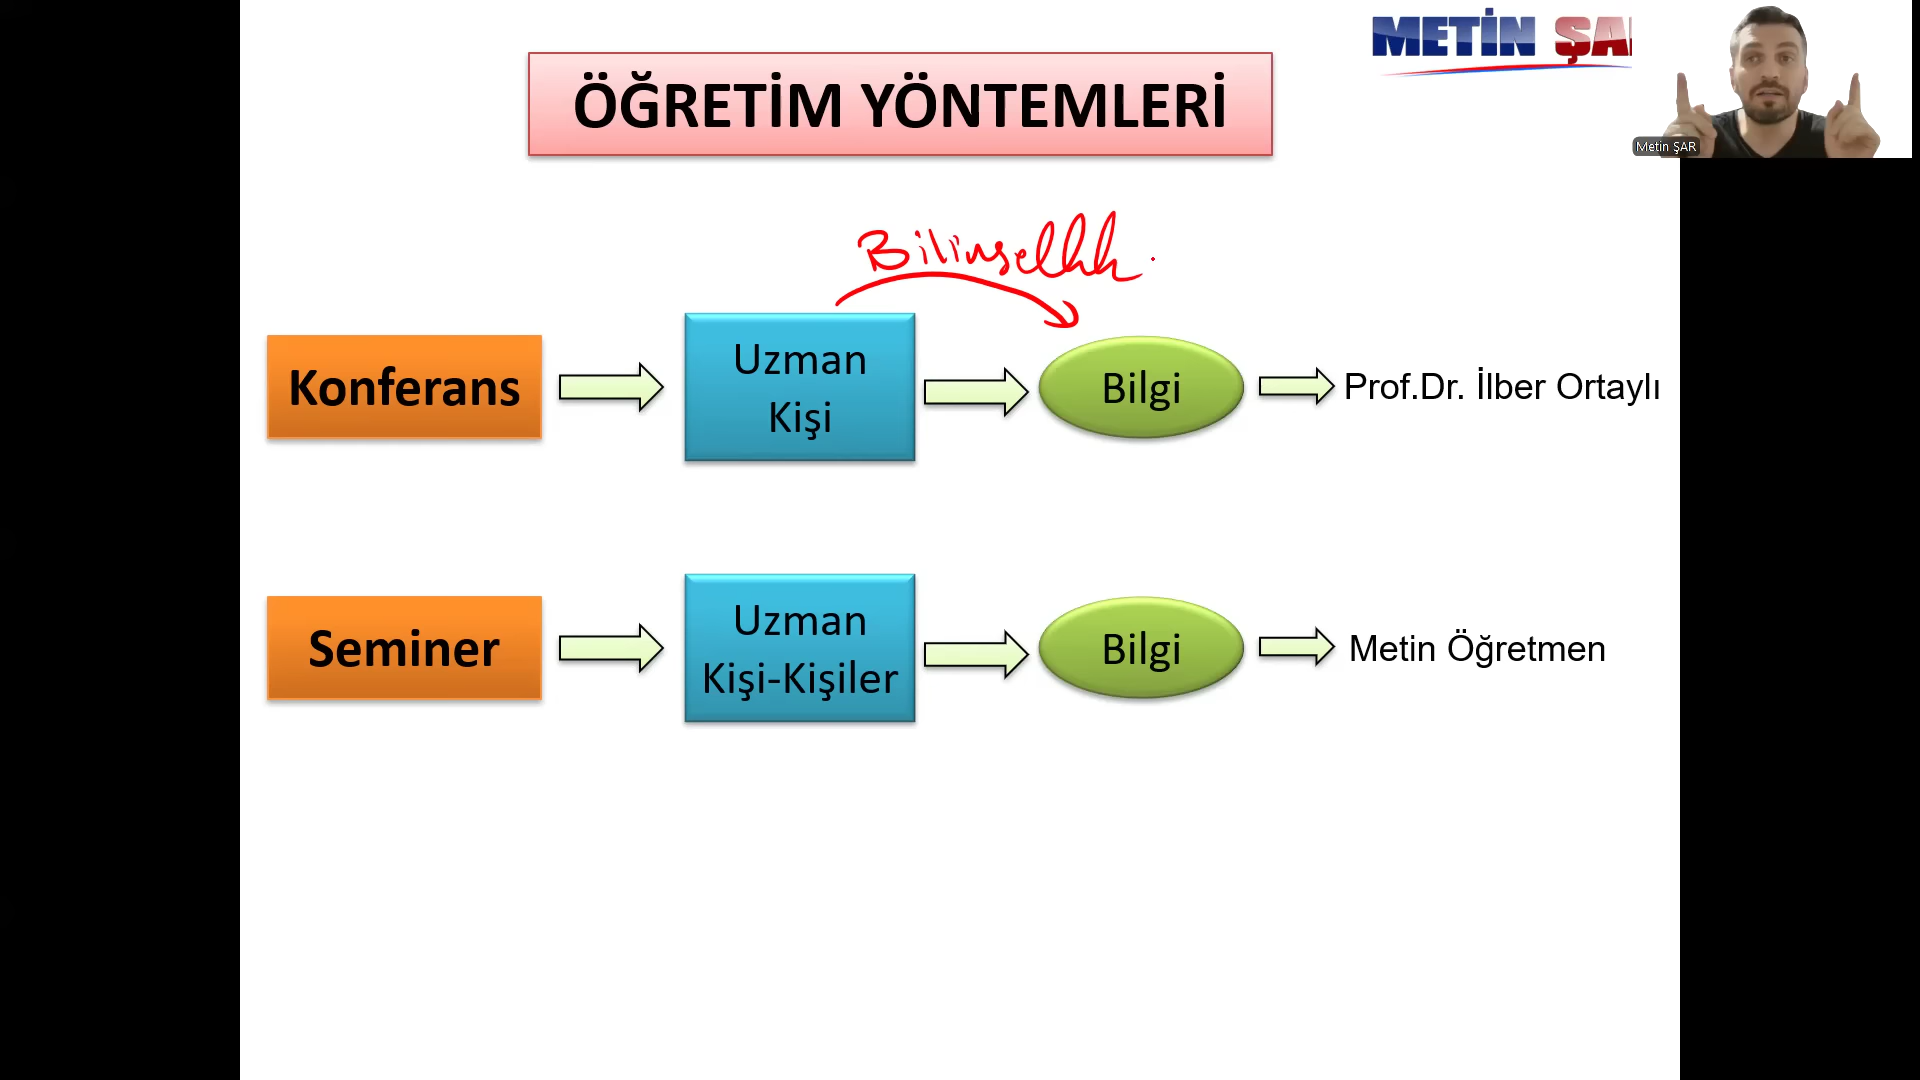 METİN ŞA
ÖĞRETİM YÖNTEMLERİ
Metin ŞAR
Konferans
Uzman
Kişi
Bilgi
Prof.Dr. İlber Ortaylı
Seminer
Uzman
Kişi-Kişiler
Bilgi
Metin Öğretmen